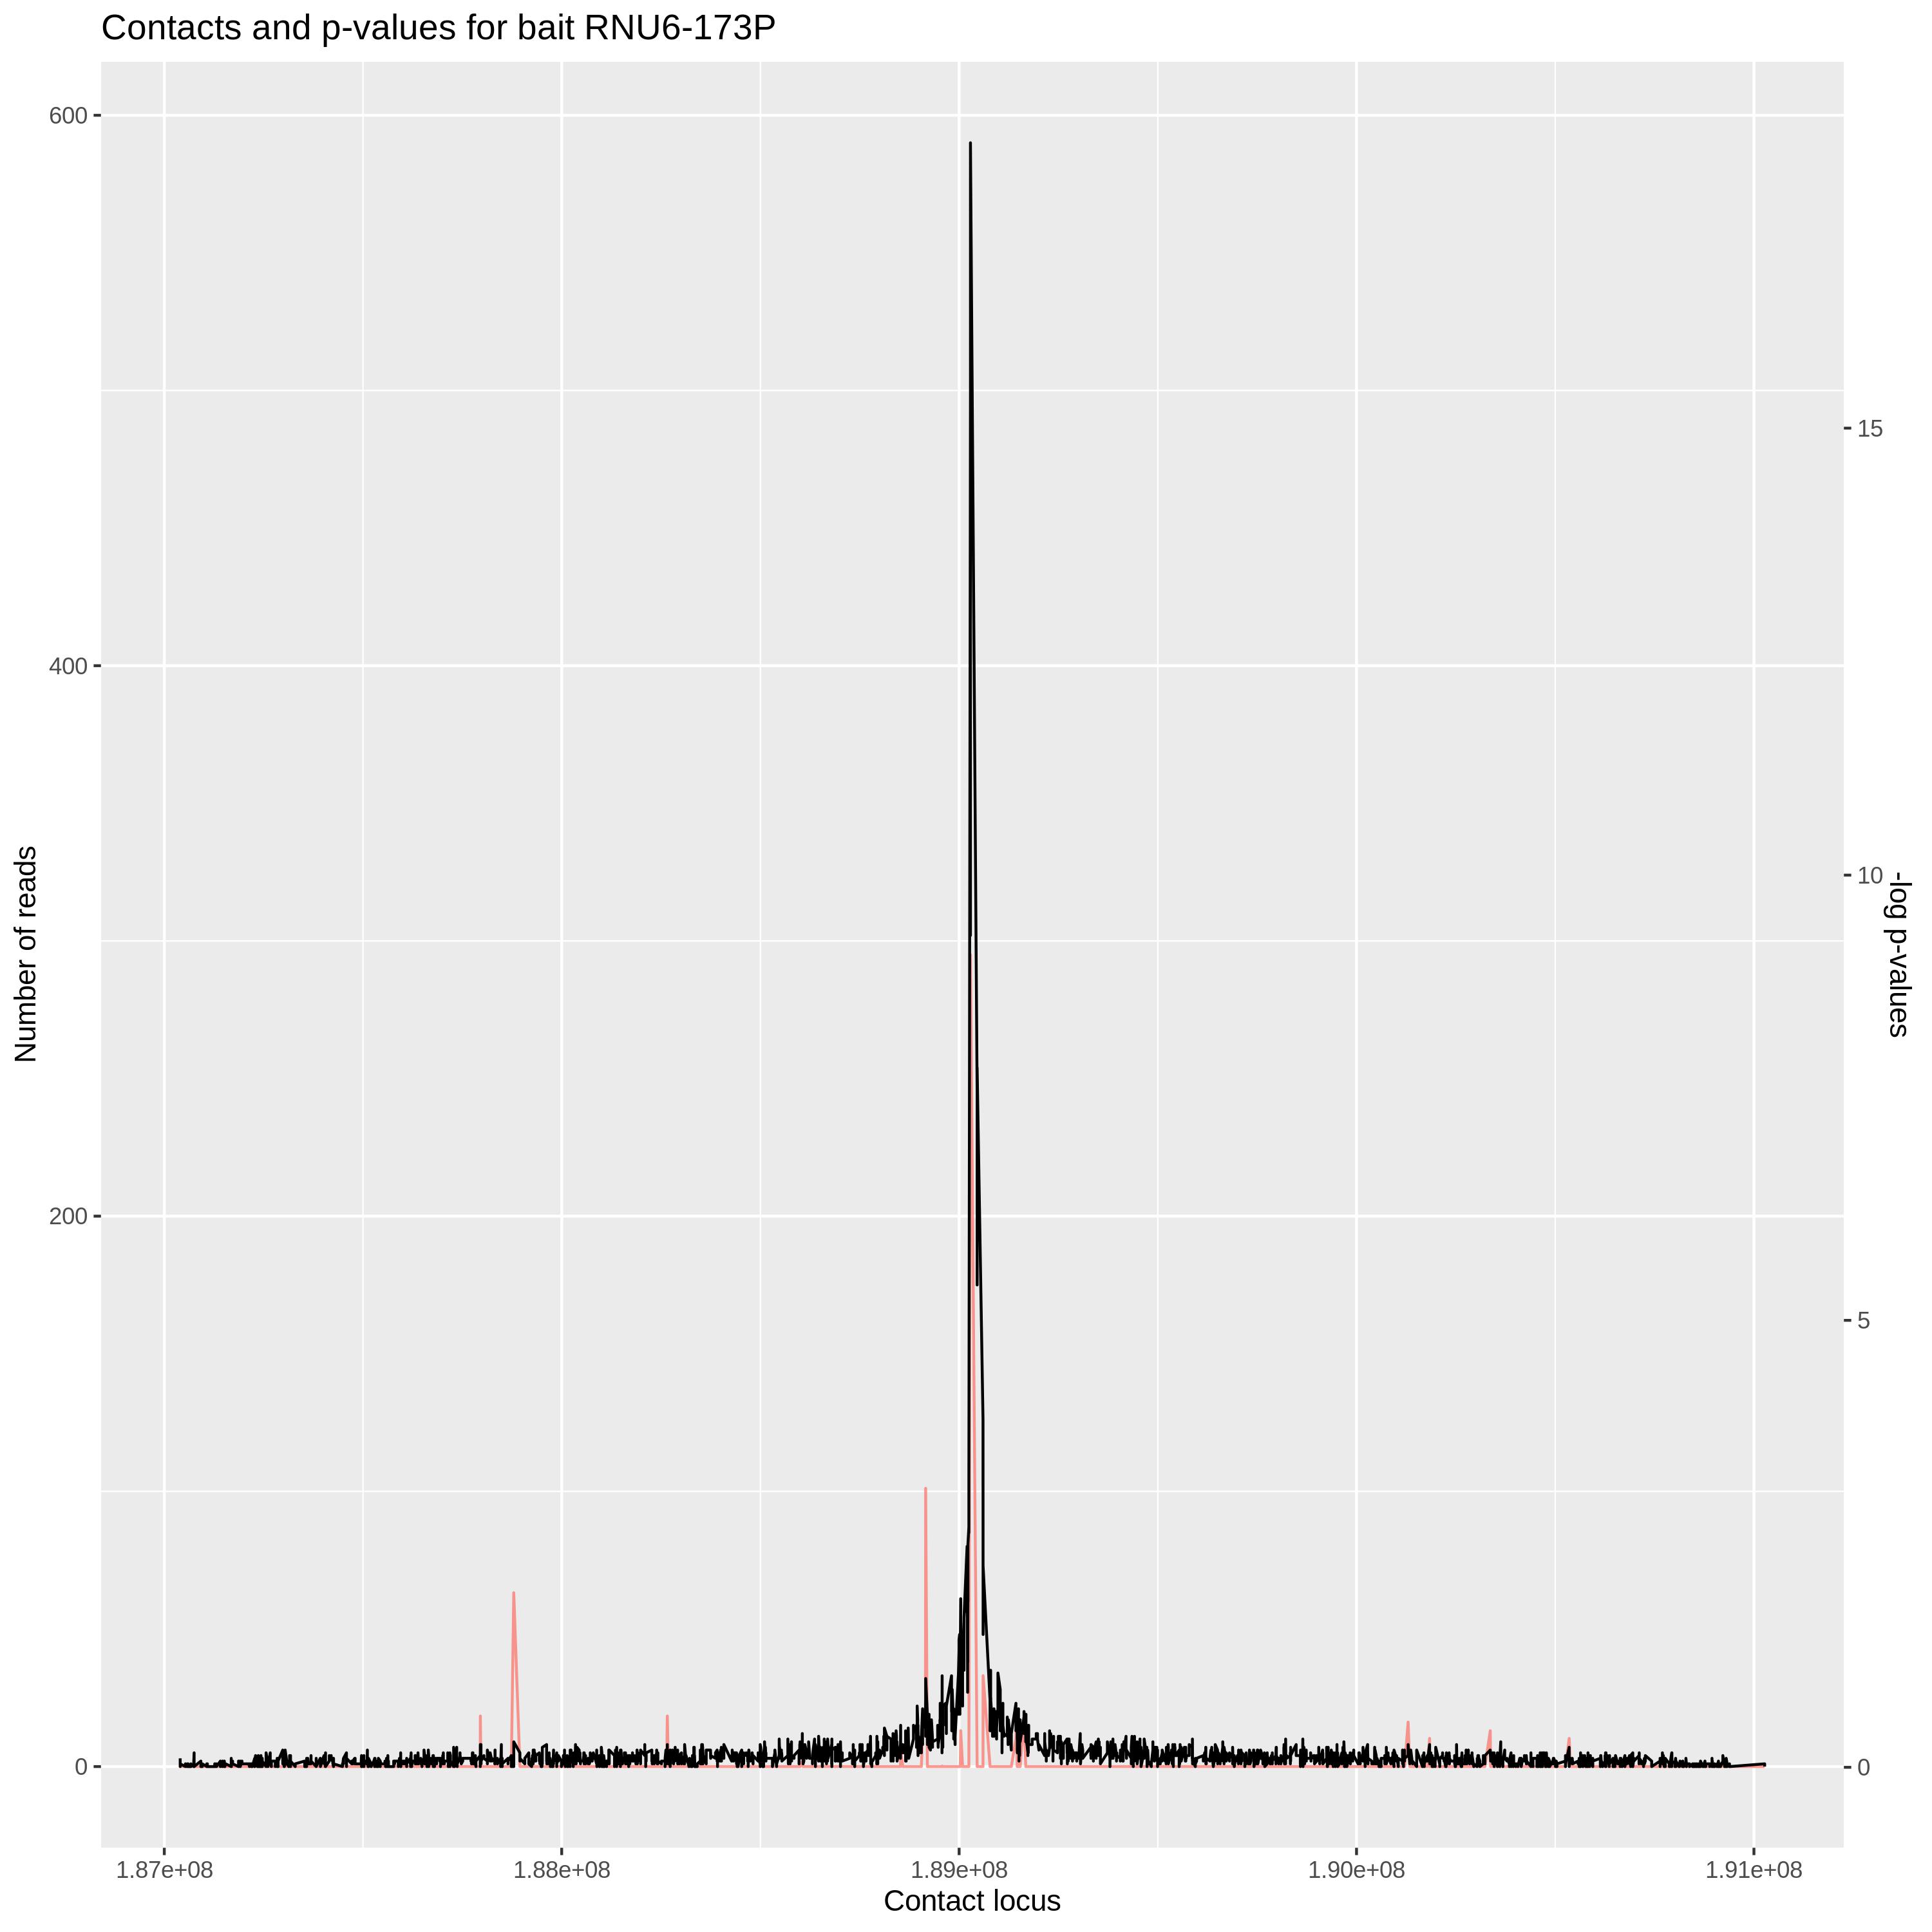 Contacts and p-values for bait RNU6-173P
600
400
200
0
Number of reads
15
10
5
0
-log p-values
1.87e+08 1.88e+08 1.89e+08 1.90e+08 1.91e+08
Contact locus